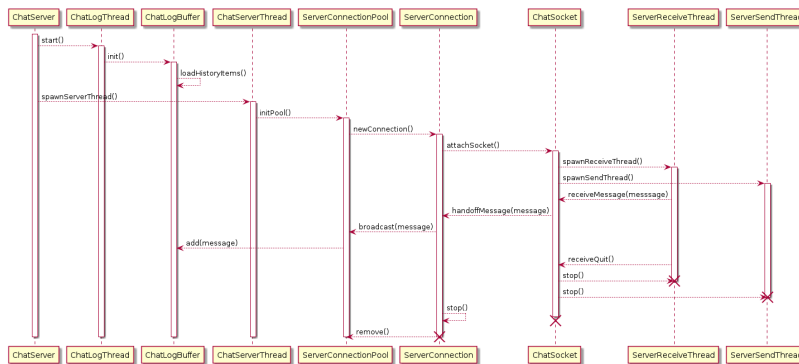 ChatServer ChatLogThread ChatLogBuffer ChatServerThread ServerConnectionPool ServerConnection ChatSocket ServerReceiveThread ServerSendThread
start()
init()
loadHistoryItems()
spawnServerThread()
initPool()
newConnection()
attachSocket()
spawnReceiveThread()
spawnSendThread()
receiveMessage(messsage)
handoffMessage(message)
broadcast(message)
add(message)
receiveQuit()
stop()
stop()
stop()
remove()
ChatServer ChatLogThread ChatLogBuffer ChatServerThread ServerConnectionPool ServerConnection ChatSocket ServerReceiveThread ServerSendThread